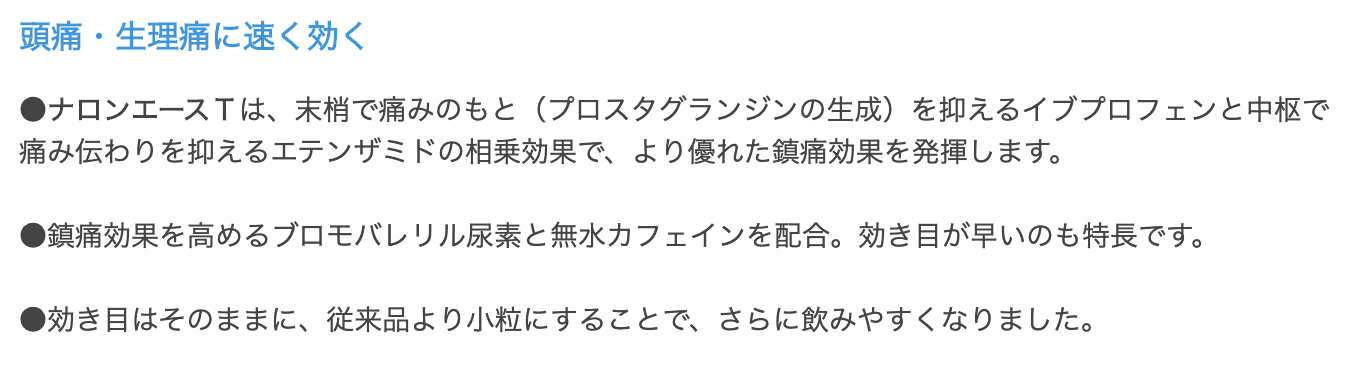 頭痛・生理痛に速く効く
●ナロンエースＴは、末梢で痛みのもと（プロスタグランジンの生成）を抑えるイブプロフェンと中枢で
痛み伝わりを抑えるエテンザミドの相乗効果で、より優れた鎮痛効果を発揮します。
●鎮痛効果を高めるブロモバレリル尿素と無水カフェインを配合。効き目が早いのも特長です。
●効き目はそのままに、従来品より小粒にすることで、さらに飲みやすくなりました。